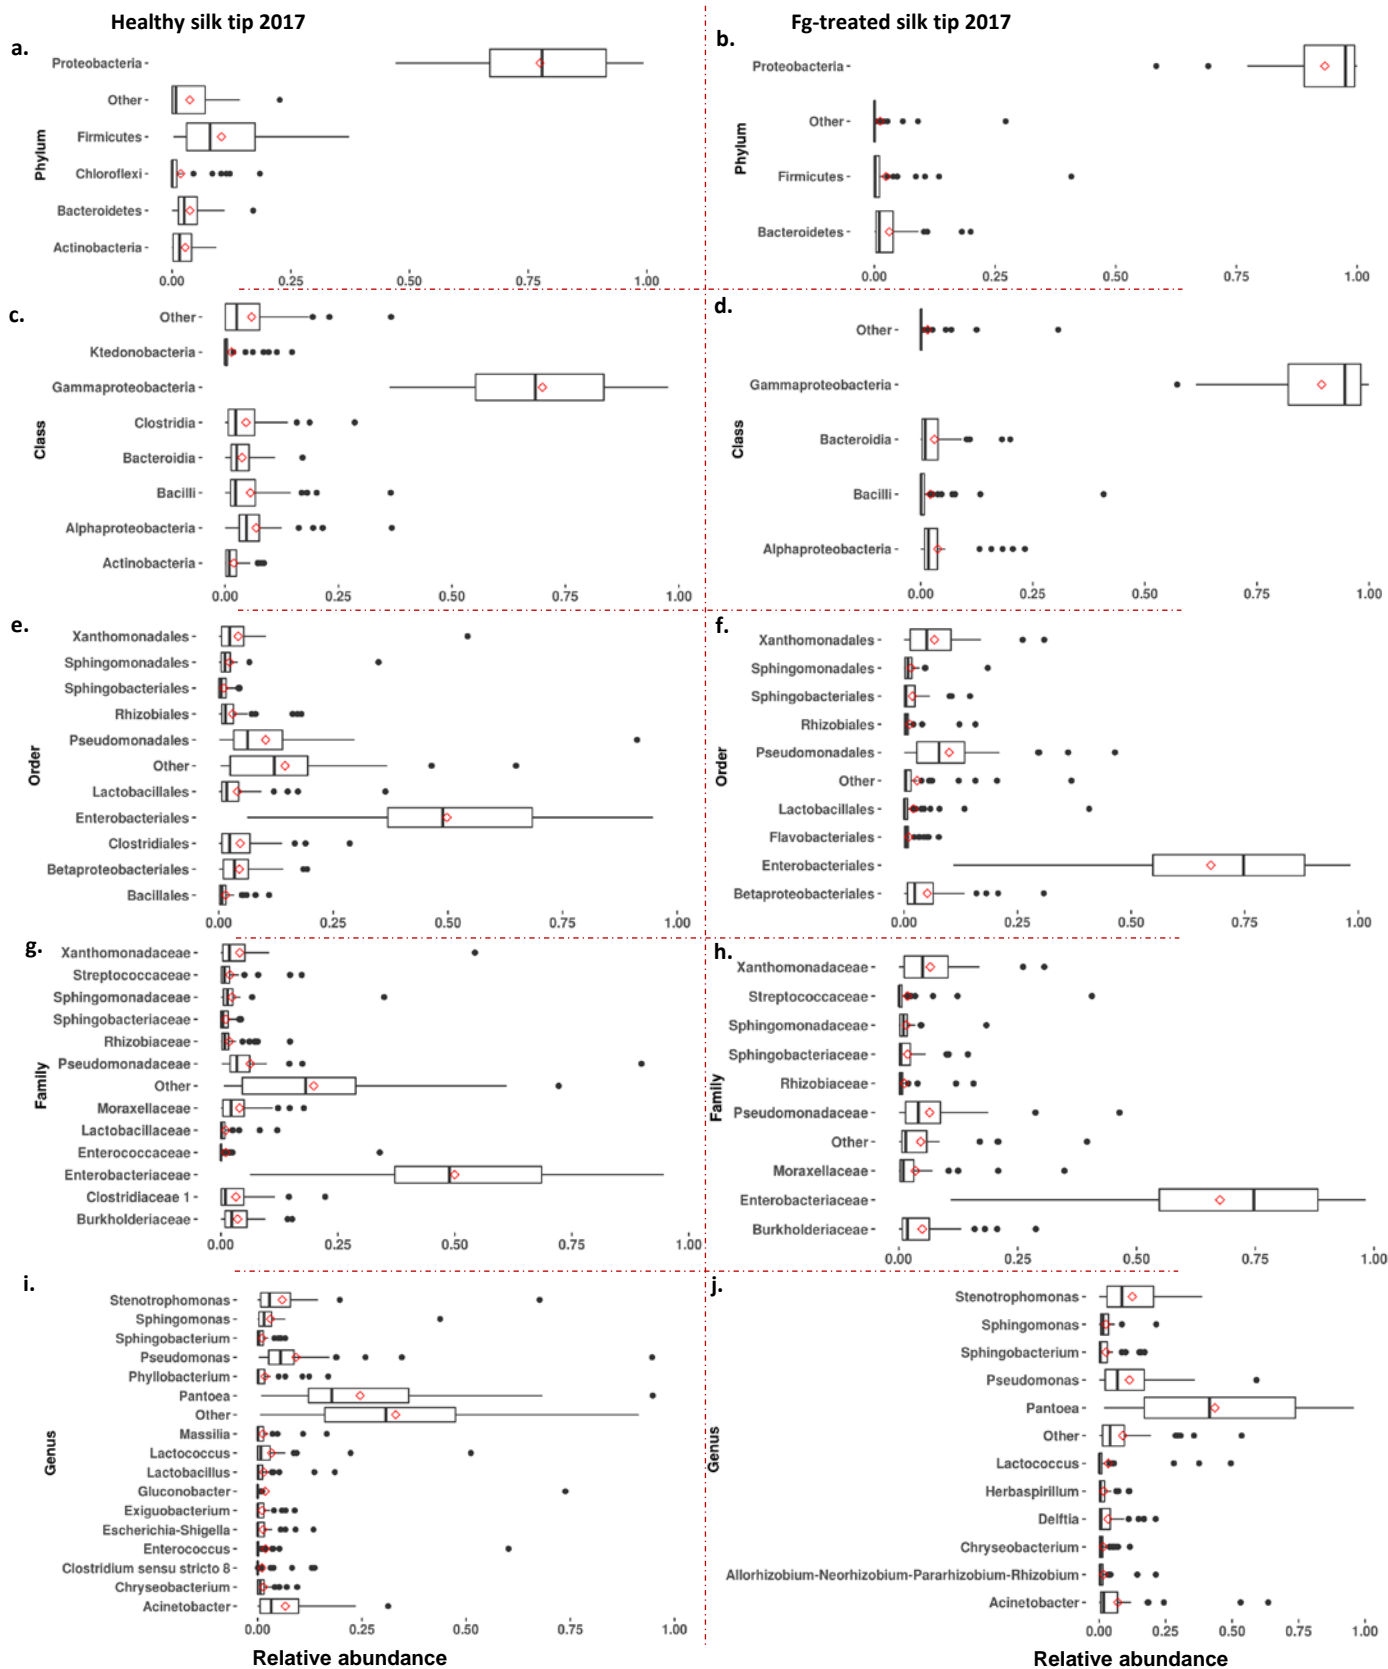 Healthy silk tip 2017
Fg-treated silk tip 2017
a.
Phylum
Proteobacteria
Other
Firmicutes
Chloroflexi
Bacteroidetes
Actinobacteria
0.00 0.25 0.50 0.75 1.00
b.
Phylum
Proteobacteria
Other
Firmicutes
Bacteroidetes
0.00 0.25 0.50 0.75 1.00
c.
Class
Other
Ktedonobacteria
Gammaproteobacteria
Clostridia
Bacteroidia
Bacilli
Alphaproteobacteria
Actinobacteria
0.00 0.25 0.50 0.75 1.00
d.
Class
Other
Gammaproteobacteria
Bacteroidia
Bacilli
Alphaproteobacteria
0.00 0.25 0.50 0.75 1.00
e.
Order
Xanthomonadales
Sphingomonadales
Sphingobacteriales
Rhizobiales
Pseudomonadales
Other
Lactobacillales
Enterobacteriales
Clostridiales
Betaproteobacteriales
Bacillales
0.00 0.25 0.50 0.75 1.00
f.
Order
Xanthomonadales
Sphingomonadales
Sphingobacteriales
Rhizobiales
Pseudomonadales
Other
Lactobacillales
Flavobacteriales
Enterobacteriales
Betaproteobacteriales
0.00 0.25 0.50 0.75 1.00
g.
Family
Xanthomonadaceae
Streptococcaceae
Sphingomonadaceae
Sphingobacteriaceae
Rhizobiaceae
Pseudomonadaceae
Other
Moraxellaceae
Lactobacillaceae
Enterococcaceae
Enterobacteriaceae
Clostridiaceae 1
Burkholderiaceae
0.00 0.25 0.50 0.75 1.00
h.
Family
Xanthomonadaceae
Streptococcaceae
Sphingomonadaceae
Sphingobacteriaceae
Rhizobiaceae
Pseudomonadaceae
Other
Moraxellaceae
Enterobacteriaceae
Burkholderiaceae
0.00 0.25 0.50 0.75 1.00
i.
Genus
Stenotrophomonas
Sphingomonas
Sphingobacterium
Pseudomonas
Phyllobacterium
Pantoea
Other
Massilia
Lactococcus
Lactobacillus
Gluconobacter
Exiguobacterium
Escherichia-Shigella
Enterococcus
Clostridium sensu stricto 8
Chryseobacterium
Acinetobacter
0.00 0.25 0.50 0.75 1.00
Relative abundance
j.
Genus
Stenotrophomonas
Sphingomonas
Sphingobacterium
Pseudomonas
Pantoea
Other
Lactococcus
Herbaspirillum
Delftia
Chryseobacterium
Allorhizobium-Neorhizobium-Pararhizobium-Rhizobium
Acinetobacter
0.00 0.25 0.50 0.75 1.00
Relative abundance